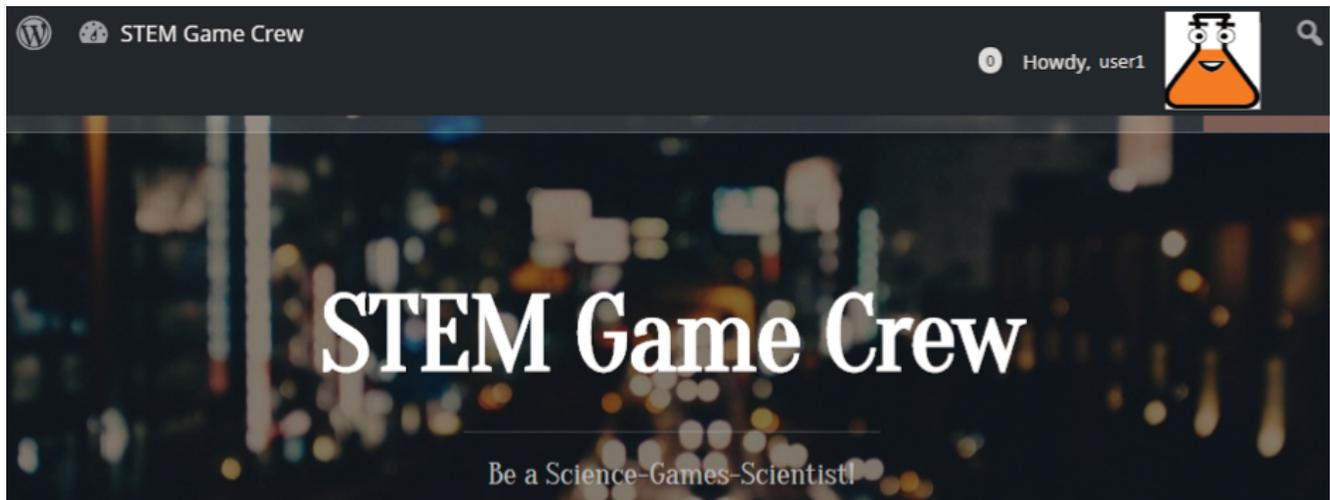 STEM Game Crew
0 Howdy, user1
STEM Game Crew
Be a Science-Games-Scientist!